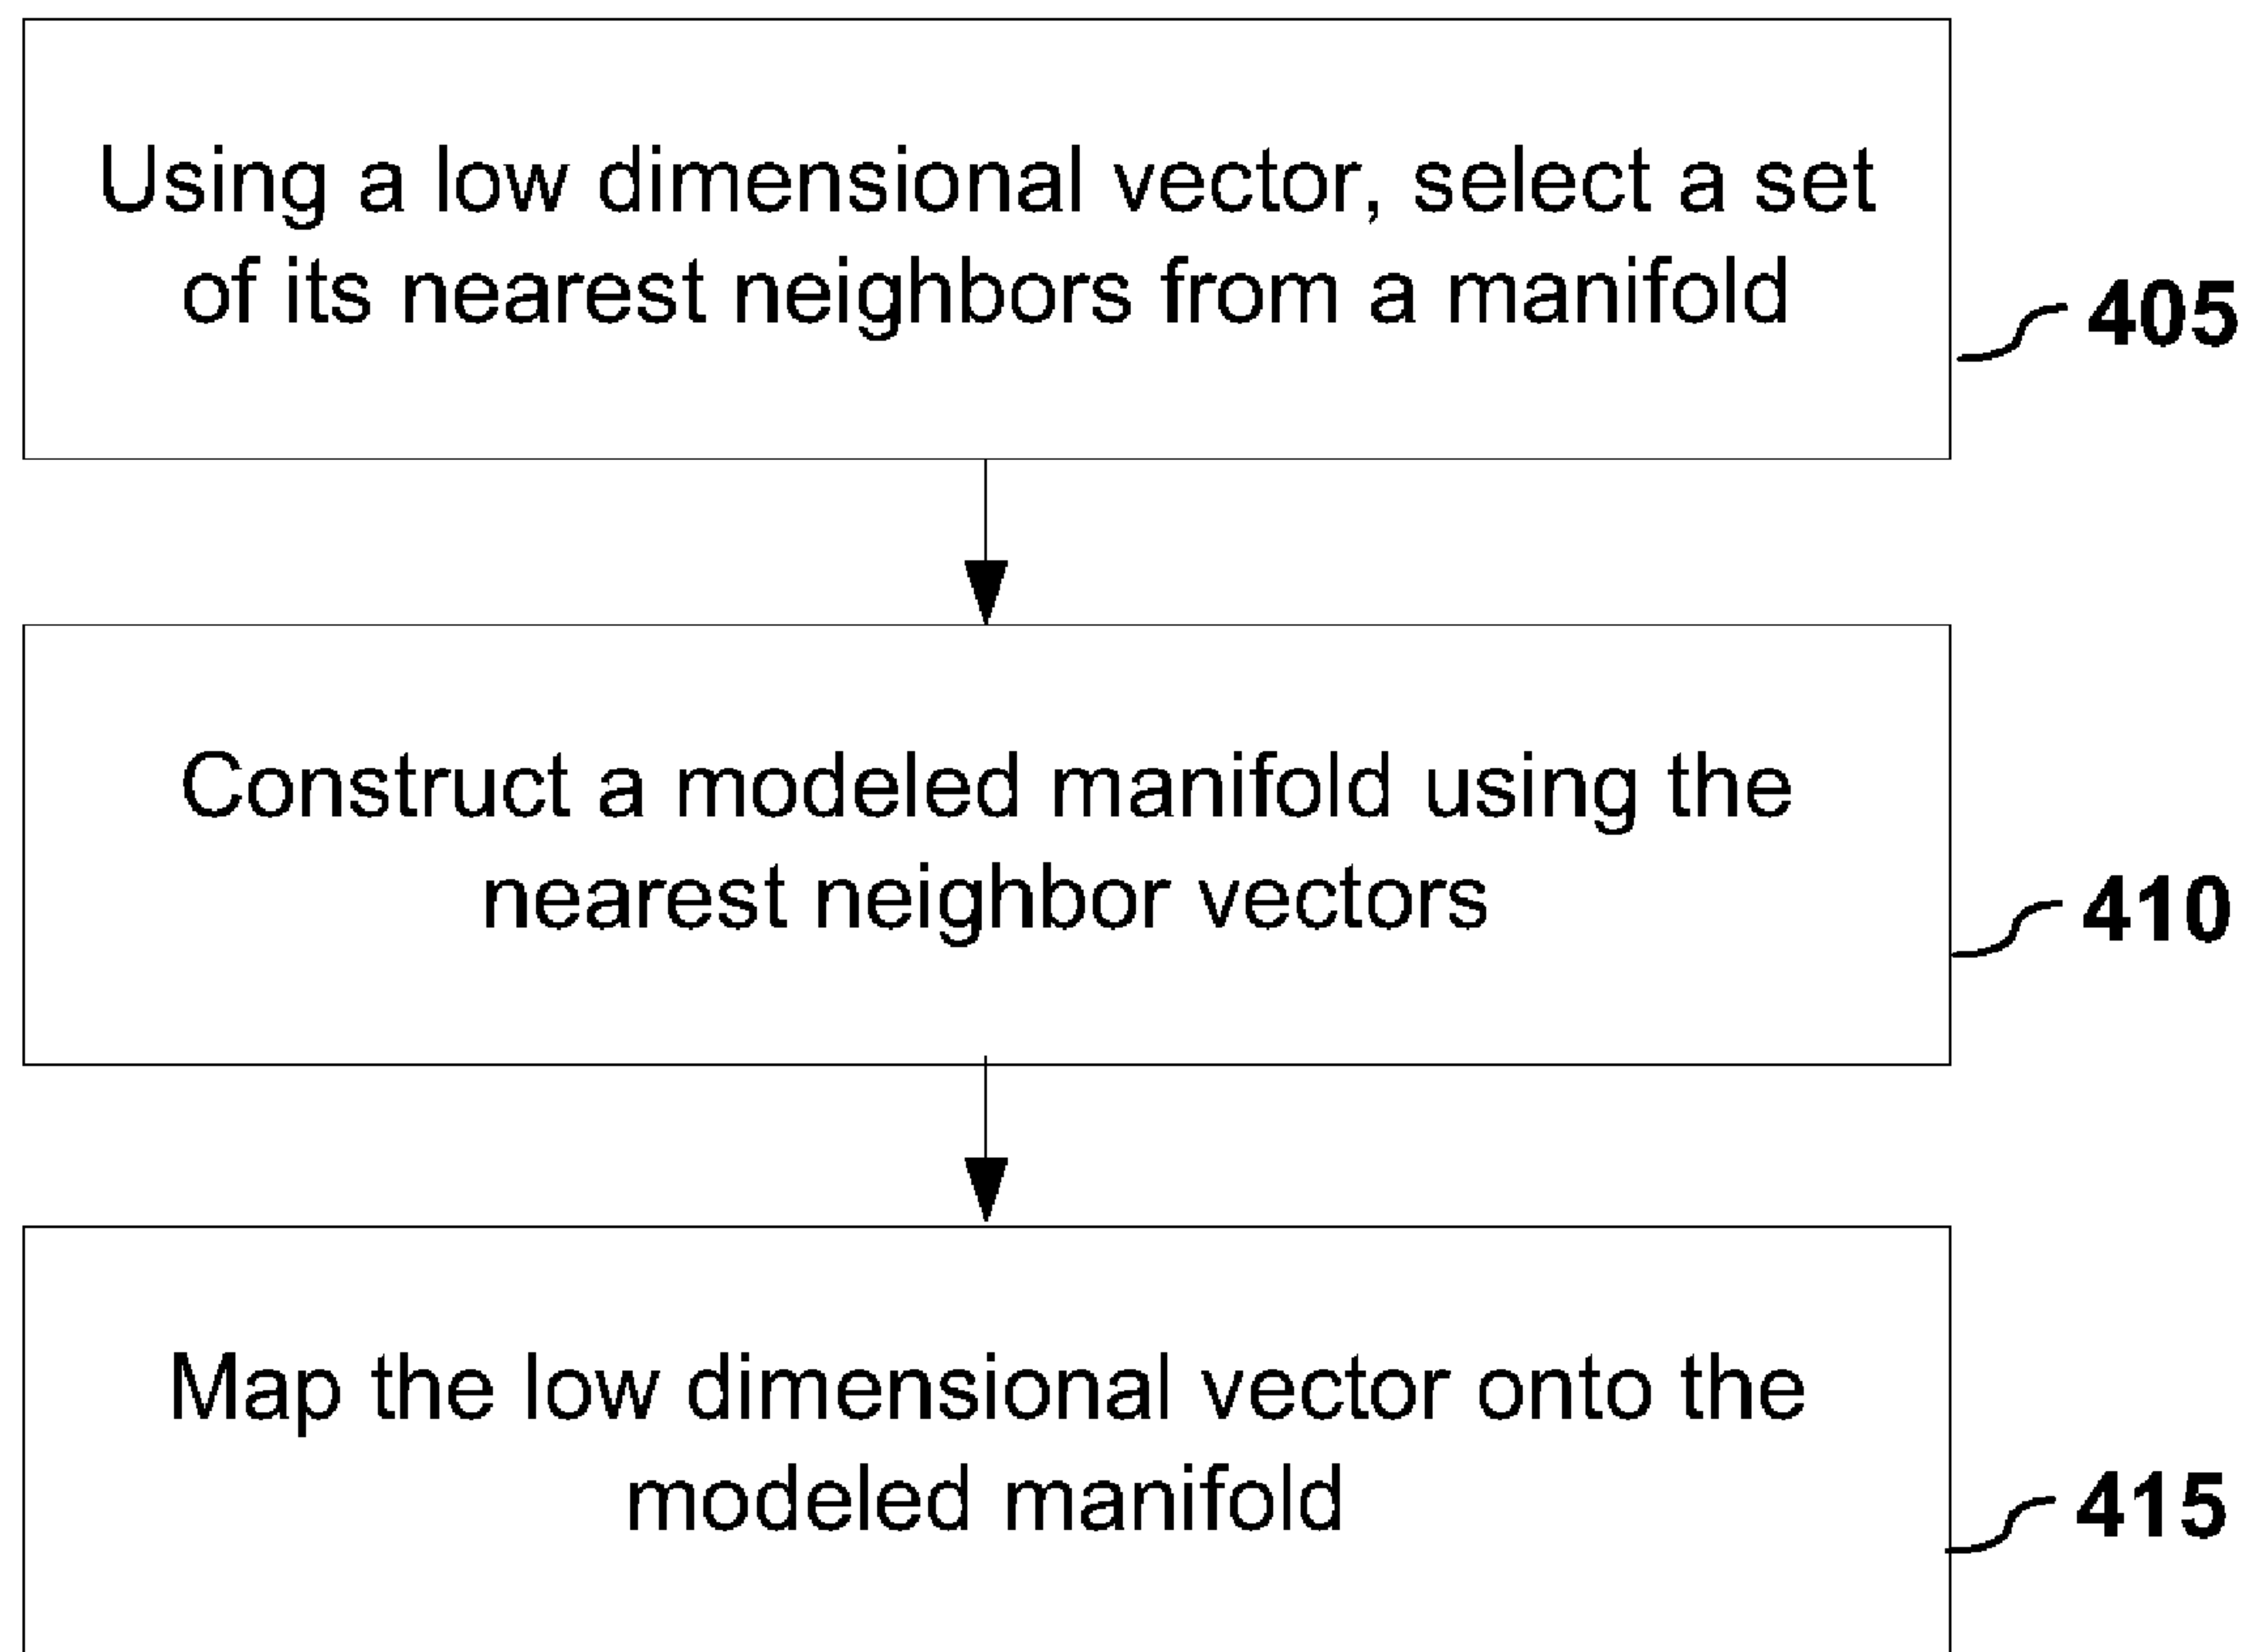 Using a low dimensional vector, select a set
of its nearest neighbors from a manifold
405
Construct a modeled manifold using the
nearest neighbor vectors
410
Map the low dimensional vector onto the
modeled manifold
415